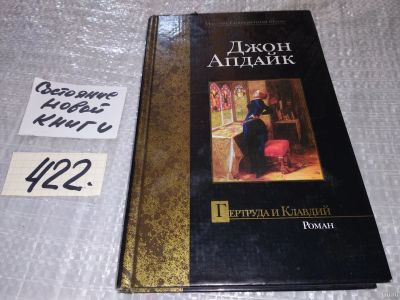 Состояние
новой
книги
422.
Джон
Апдайк
Гертруда и Клавдий
Роман